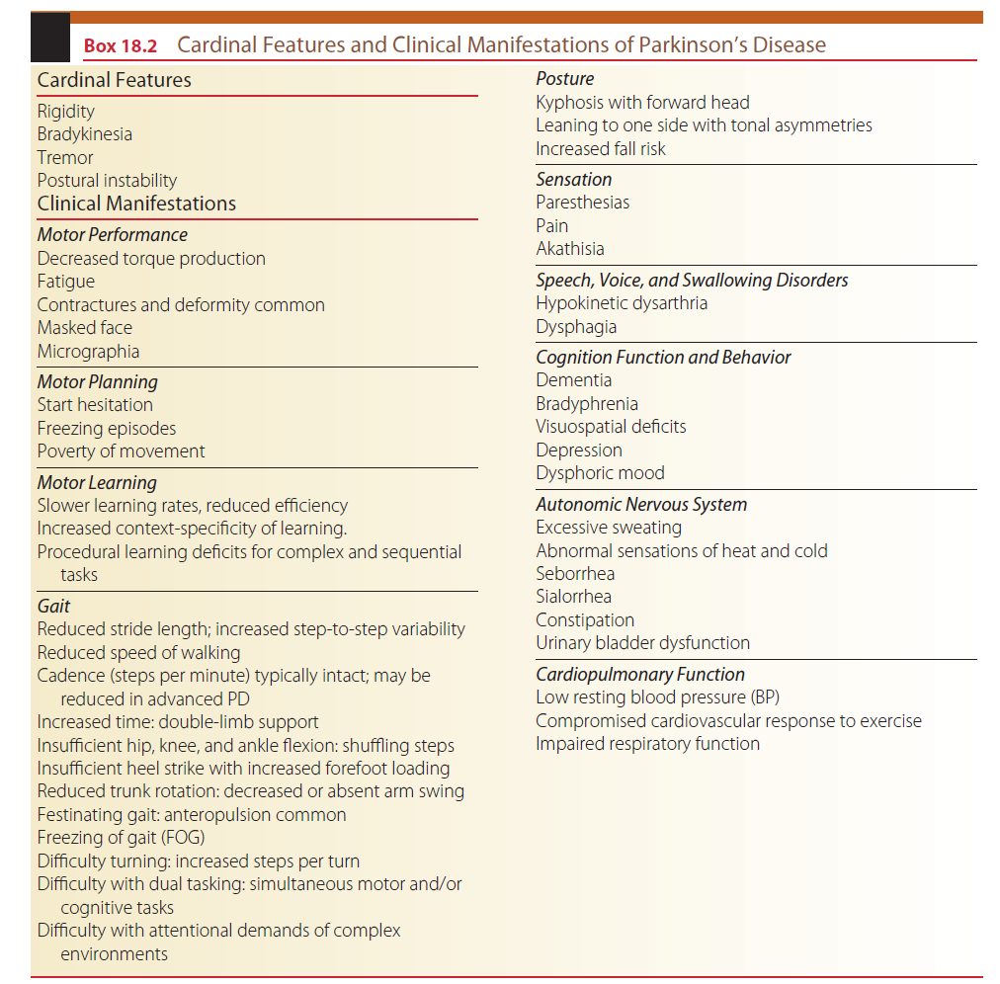 Box 18.2 Cardinal Features and Clinical Manifestations of Parkinson's Disease
Cardinal Features
Rigidity
Bradykinesia
Tremor
Postural instability
Clinical Manifestations
Motor Performance
Decreased torque production
Fatigue
Contractures and deformity common
Masked face
Micrographia
Motor Planning
Start hesitation
Freezing episodes
Poverty of movement
Motor Learning
Slower learning rates, reduced efficiency
Increased context-specificity of learning.
Procedural learning deficits for complex and sequential
tasks
Gait
Reduced stride length; increased step-to-step variability
Reduced speed of walking
Cadence (steps per minute) typically intact; may be
reduced in advanced PD
Increased time: double-limb support
Insufficient hip, knee, and ankle flexion: shuffling steps
Insufficient heel strike with increased forefoot loading
Reduced trunk rotation: decreased or absent arm swing
Festinating gait: anteropulsion common
Freezing of gait (FOG)
Difficulty turning: increased steps per turn
Difficulty with dual tasking: simultaneous motor and/or
cognitive tasks
Difficulty with attentional demands of complex
environments
Posture
Kyphosis with forward head
Leaning to one side with tonal asymmetries
Increased fall risk
Sensation
Paresthesias
Pain
Akathisia
Speech, Voice, and Swallowing Disorders
Hypokinetic dysarthria
Dysphagia
Cognition Function and Behavior
Dementia
Bradyphrenia
Visuospatial deficits
Depression
Dysphoric mood
Autonomic Nervous System
Excessive sweating
Abnormal sensations of heat and cold
Seborrhea
Sialorrhea
Constipation
Urinary bladder dysfunction
Cardiopulmonary Function
Low resting blood pressure (BP)
Compromised cardiovascular response to exercise
Impaired respiratory function